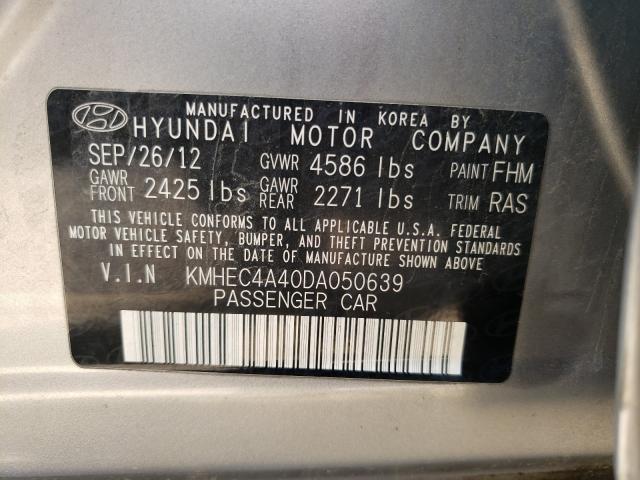 MANUFACTURED IN KOREA BY
HYUNDAI MOTOR COMPANY
SEP/26/12 GVWR 4586 lbs PAINT FHM
GAWR FRONT 2425 lbs GAWR REAR 2271 lbs TRIM RAS
THIS VEHICLE CONFORMS TO ALL APPLICABLE U.S.A. FEDERAL
MOTOR VEHICLE SAFETY, BUMPER, AND THEFT PREVENTION STANDARDS
IN EFFECT ON THE DATE OF MANUFACTURE SHOWN ABOVE.
V.I.N KMHEC4A40DA050639
PASSENGER CAR